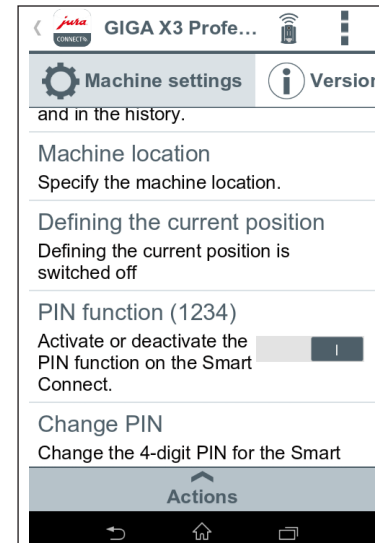 jura
CONNECT
GIGA X3 Profe...
Machine settings
i Version
and in the history.
Machine location
Specify the machine location.
Defining the current position
Defining the current position is
switched off
PIN function (1234)
Activate or deactivate the
PIN function on the Smart
Connect.
Change PIN
Change the 4-digit PIN for the Smart
Actions